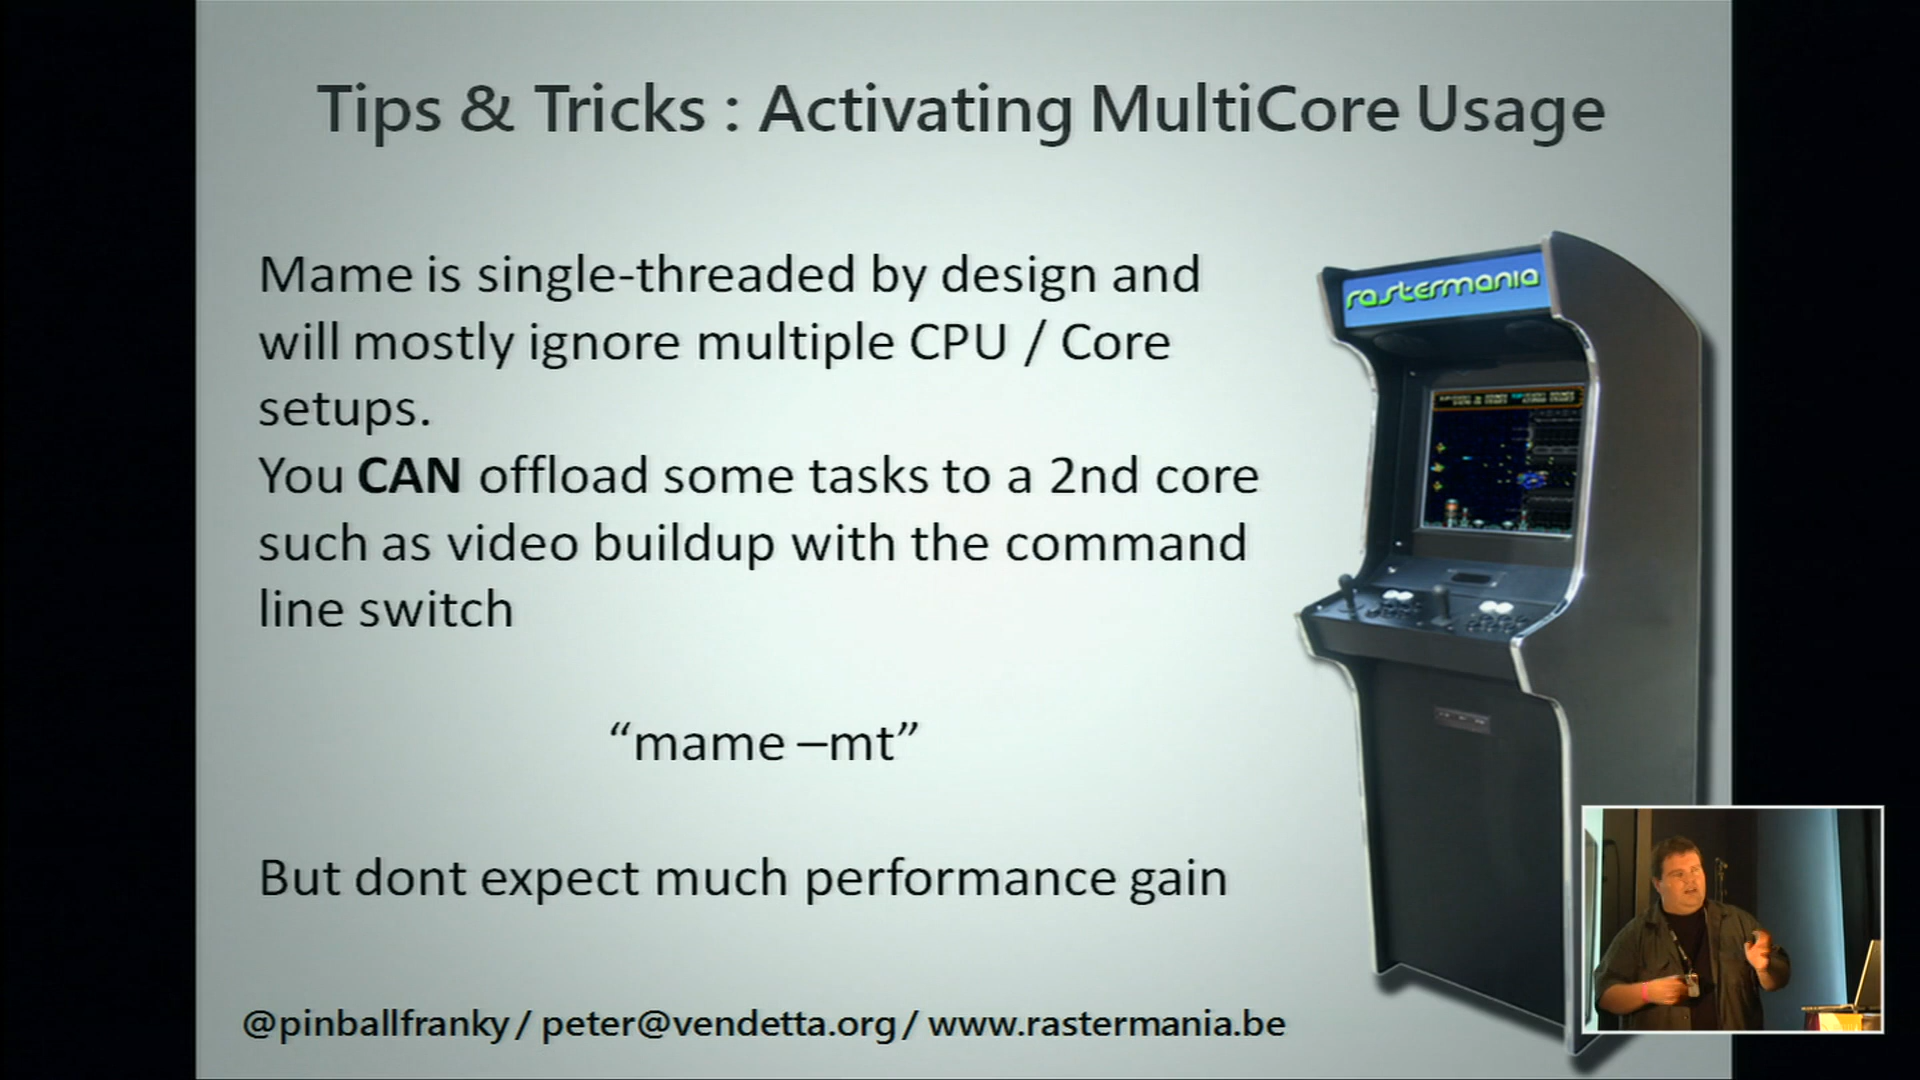 Tips & Tricks : Activating MultiCore Usage
Mame is single-threaded by design and
will mostly ignore multiple CPU / Core
setups.
You CAN offload some tasks to a 2nd core
such as video buildup with the command
line switch
“mame –mt”
But dont expect much performance gain
@pinballfranky / peter@vendetta.org / www.rastermania.be
rastermania